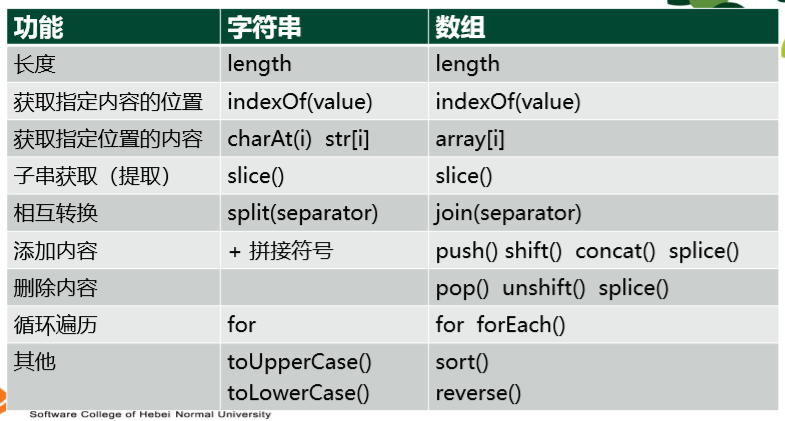 功能 字符串 数组
长度 length length
获取指定内容的位置 indexOf(value) indexOf(value)
获取指定位置的内容 charAt(i) str[i] array[i]
子串获取（提取） slice() slice()
相互转换 split(separator) join(separator)
添加内容 + 拼接符号 push() shift() concat() splice()
删除内容 pop() unshift() splice()
循环遍历 for for forEach()
其他 toUpperCase() sort()
toLowerCase() reverse()
Software College of Hebei Normal University